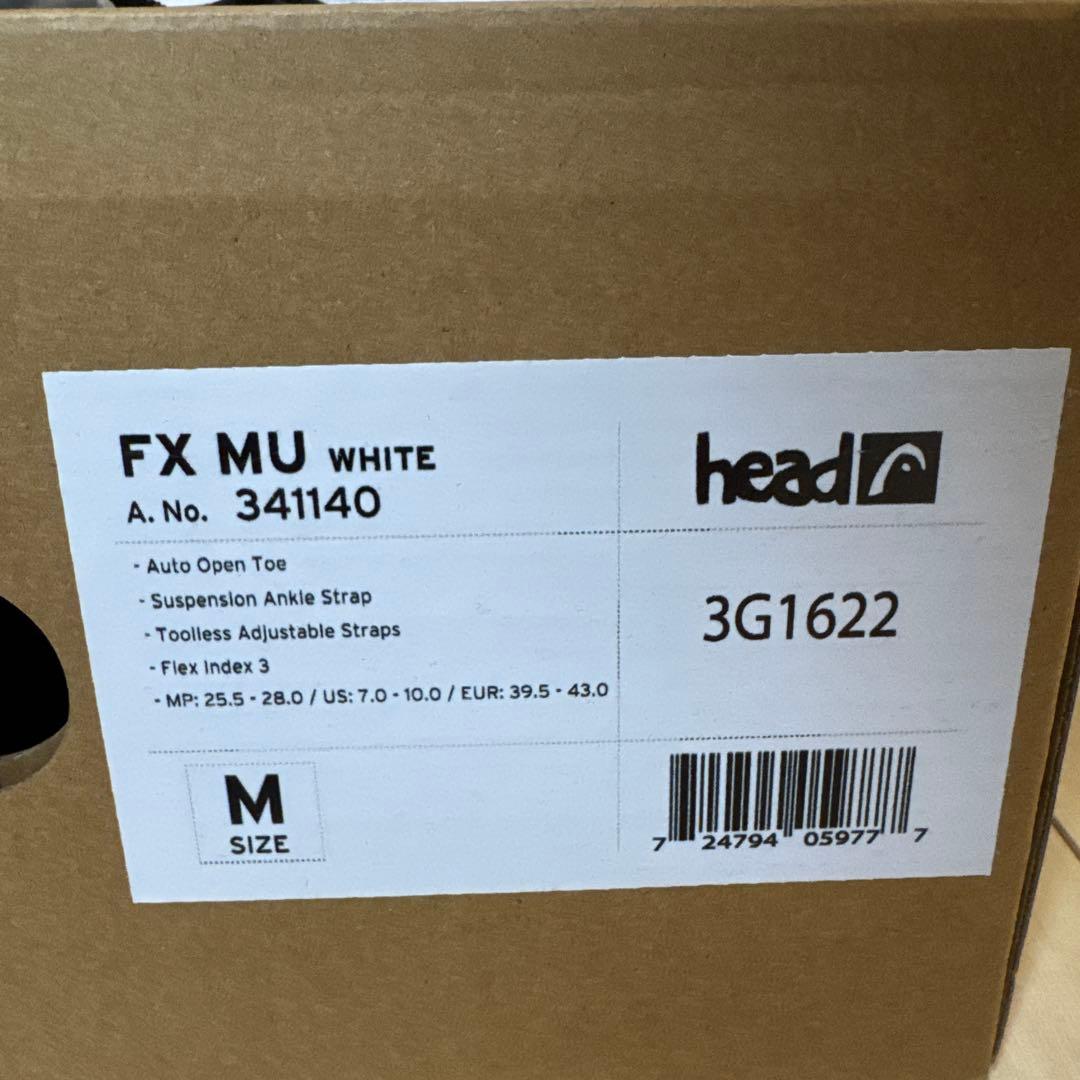 FX MU WHITE
A. No. 341140
head
- Auto Open Toe
- Suspension Ankle Strap
- Toolless Adjustable Straps
- Flex Index 3
- MP: 25.5 - 28.0 / US: 7.0 - 10.0 / EUR: 39.5 - 43.0
3G1622
M
SIZE
7 24794 05977 7